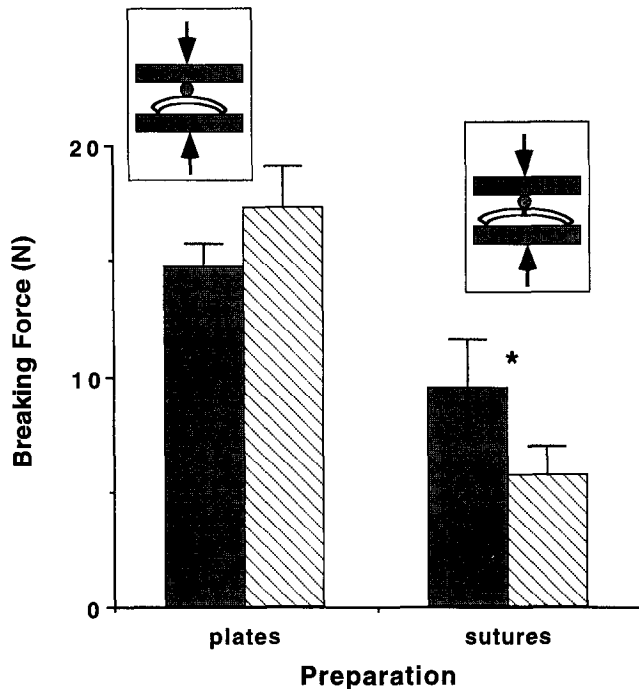 20
10
0
Breaking Force (N)
*
plates sutures
Preparation